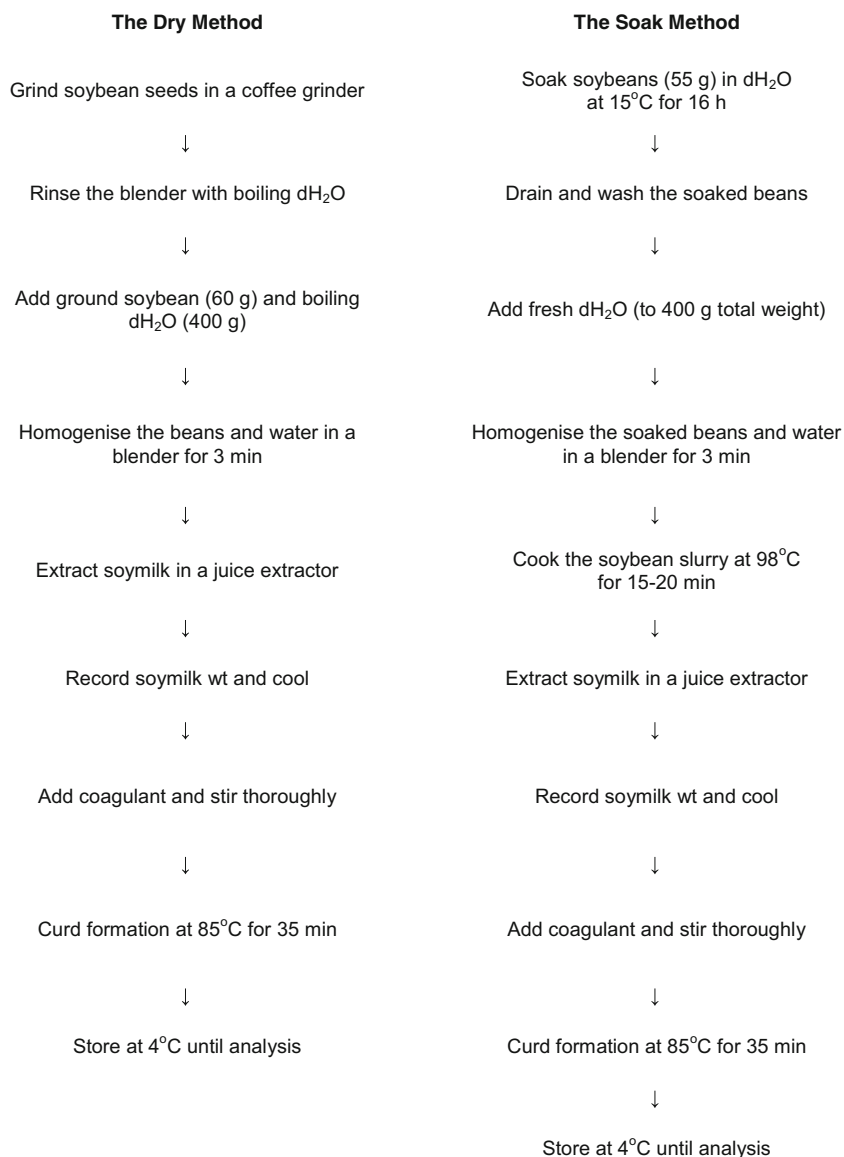 The Dry Method
Grind soybean seeds in a coffee grinder
↓
Rinse the blender with boiling dH₂O
↓
Add ground soybean (60 g) and boiling
dH₂O (400 g)
↓
Homogenise the beans and water in a
blender for 3 min
↓
Extract soymilk in a juice extractor
↓
Record soymilk wt and cool
↓
Add coagulant and stir thoroughly
↓
Curd formation at 85°C for 35 min
↓
Store at 4°C until analysis
The Soak Method
Soak soybeans (55 g) in dH₂O
at 15°C for 16 h
↓
Drain and wash the soaked beans
↓
Add fresh dH₂O (to 400 g total weight)
↓
Homogenise the soaked beans and water
in a blender for 3 min
↓
Cook the soybean slurry at 98°C
for 15-20 min
↓
Extract soymilk in a juice extractor
↓
Record soymilk wt and cool
↓
Add coagulant and stir thoroughly
↓
Curd formation at 85°C for 35 min
↓
Store at 4°C until analysis